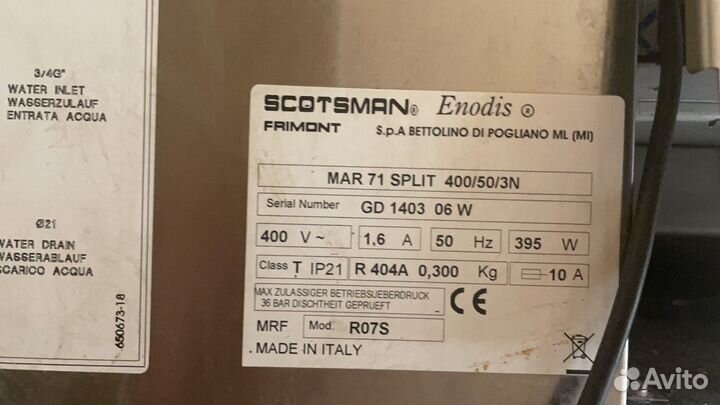 3/4G"
WATER INLET
WASSERZULAUF
ENTRATA ACQUA
Ø21
WATER DRAIN
WASSERABLAUF
SCARICO ACQUA
650673-18
SCOTSMAN® Enodis ®
FRIMONT S.p.A BETTOLINO DI POGLIANO ML (MI)
MAR 71 SPLIT 400/50/3N
Serial Number GD 1403 06 W
400 V ~ 1,6 A 50 Hz 395 W
Class T IP21 R 404A 0,300 Kg 10 A
MAX ZULASSIGER BETRIEBSUEBERDRUCK
36 BAR DISCHTHEIT GEPRUEFT
CE
MRF Mod. R07S
MADE IN ITALY
Avito